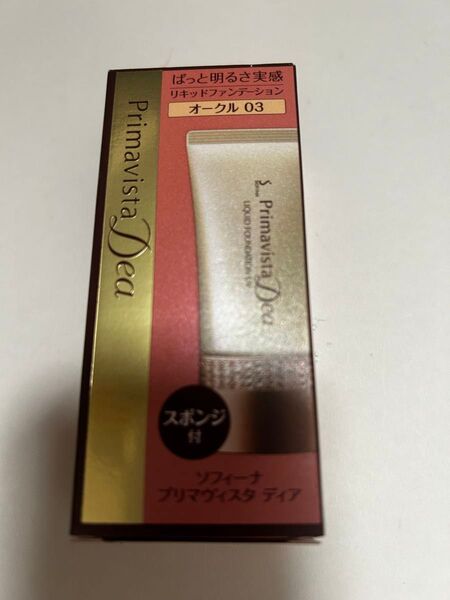 ぱっと明るさ実感
リキッドファンデーション
オークル 03
Primavista Dea
S
Primavista Dea
LIQUID FOUNDATION UV
スポンジ
付
ソフィーナ
プリマヴィスタ ディア